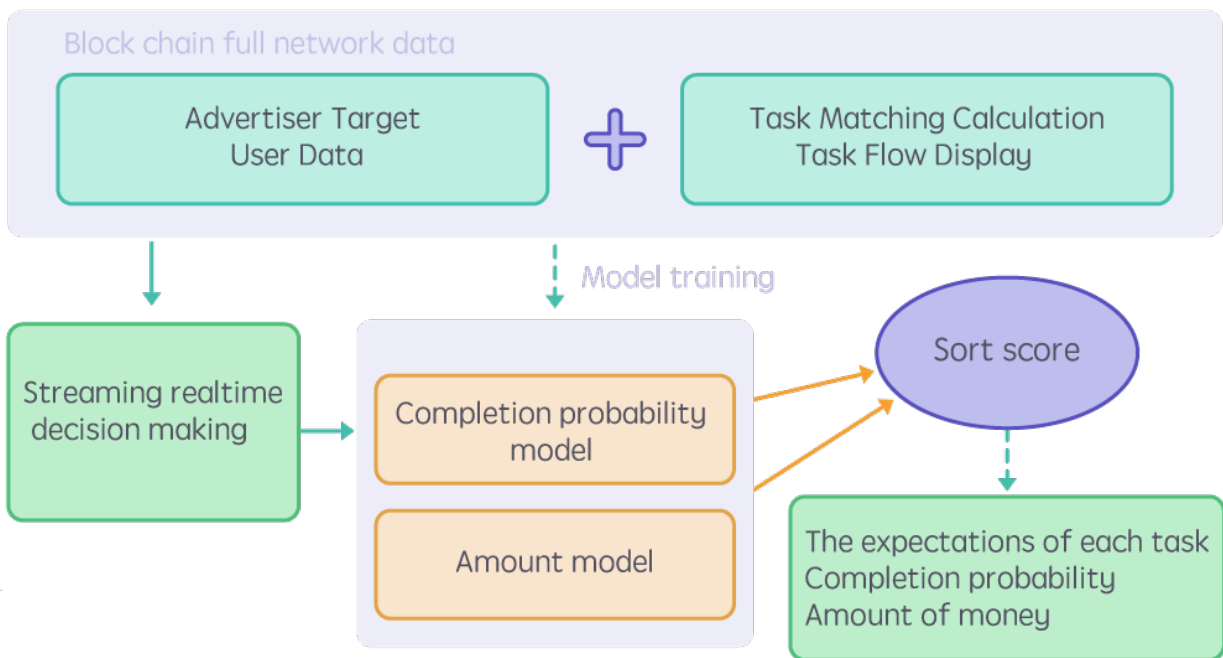 Block chain full network data
Advertiser Target
User Data
Task Matching Calculation
Task Flow Display
Model training
Streaming realtime
decision making
Completion probability
model
Amount model
Sort score
The expectations of each task
Completion probability
Amount of money